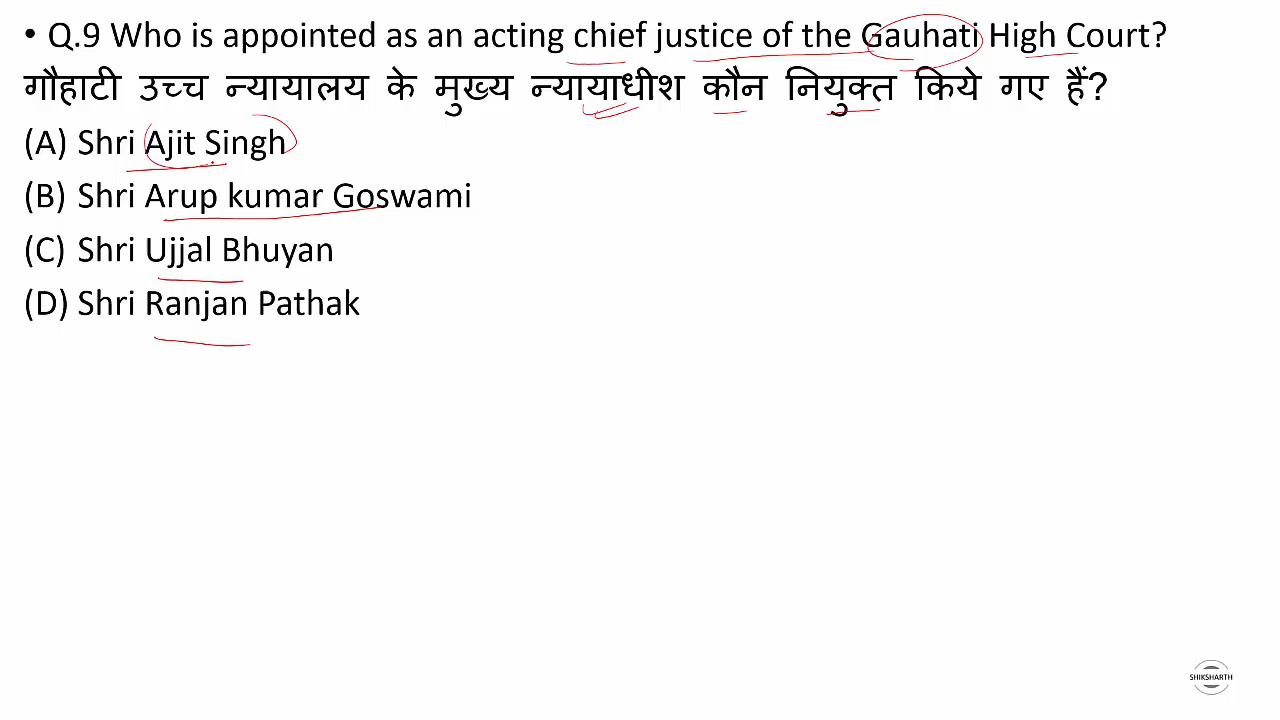 • Q.9 Who is appointed as an acting chief justice of the Gauhati High Court?
गौहाटी उच्च न्यायालय के मुख्य न्यायाधीश कौन नियुक्त किये गए हैं?
(A) Shri Ajit Singh
(B) Shri Arup kumar Goswami
(C) Shri Ujjal Bhuyan
(D) Shri Ranjan Pathak
SHIKSHARTH